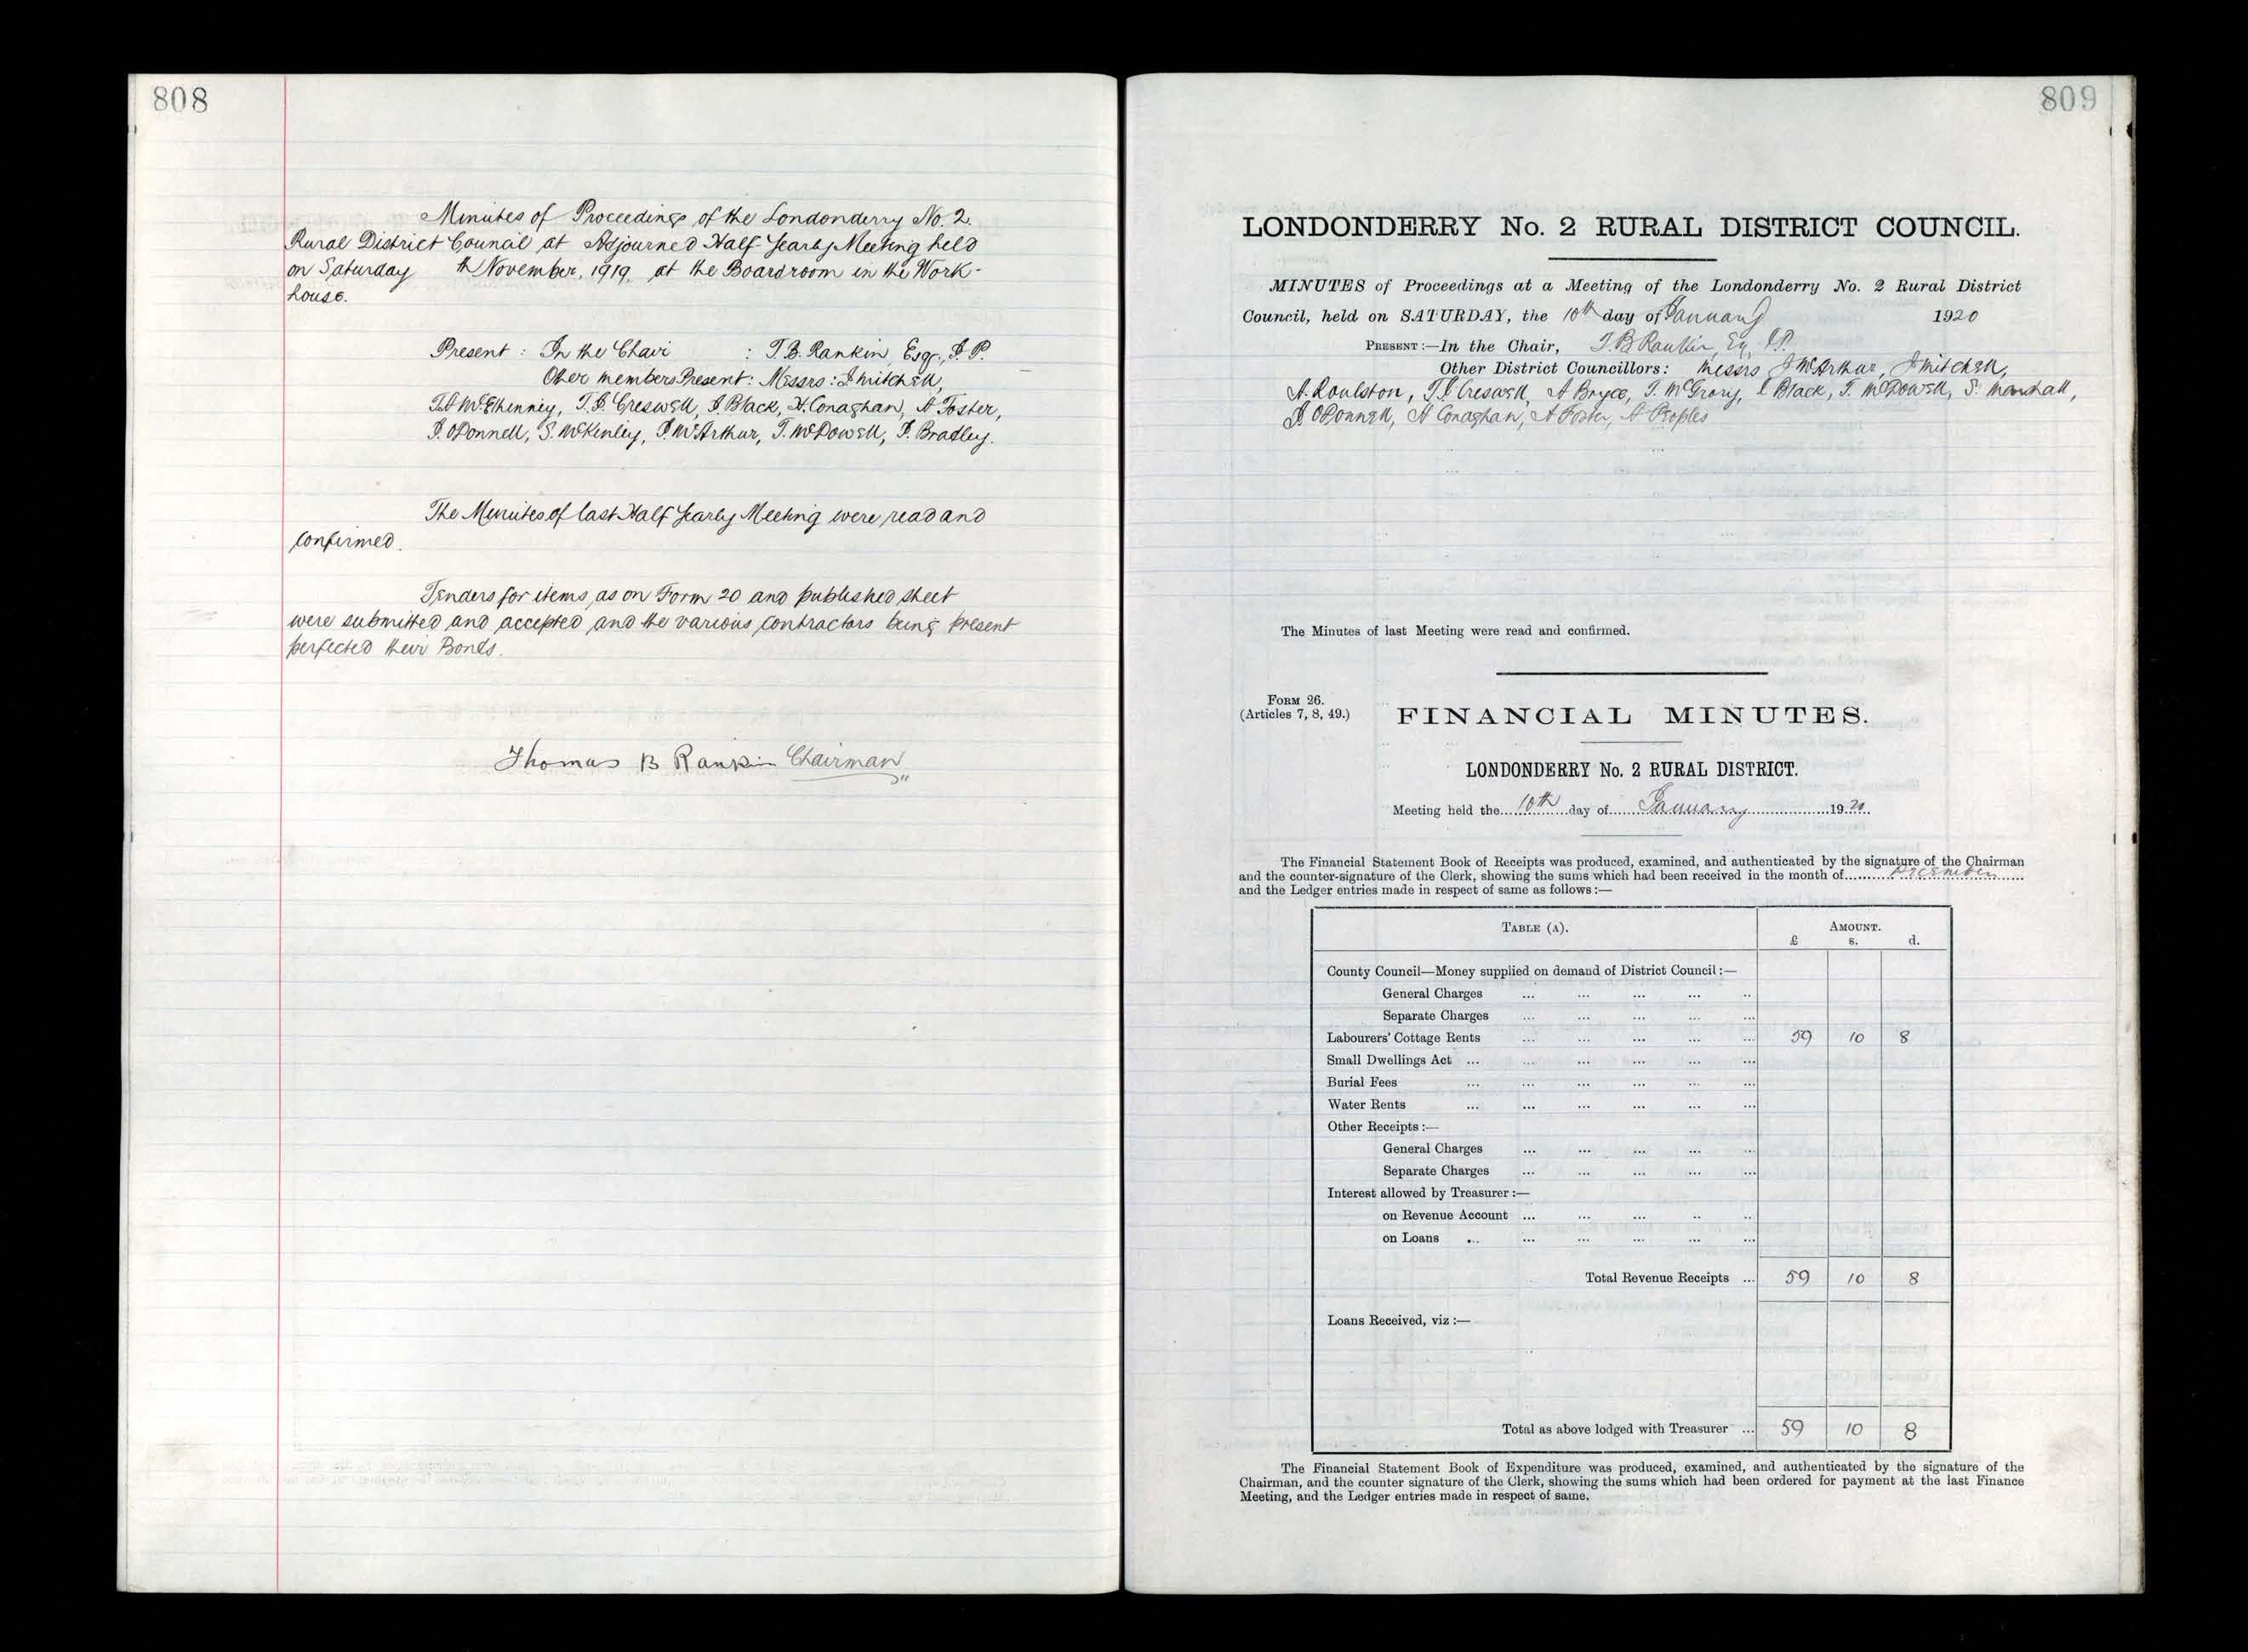 808
Minutes of Proceedings of the Londonderry No. 2.
Rural District Council at Adjourned Half-Yearly Meeting held
on Saturday th November, 1919, at the Boardroom in the Work-
house.
Present : In the Chair : T. B. Rankin, Esqr., J. P.
Other members Present : Messrs : J Mitchell,
T. A McElhinney, T. J. Creswell, J Black, H. Conaghan, A Foster,
J. O'Donnell, S. McKinley, J. McArthur, T. McDowell, J. Bradley.
The Minutes of last Half Yearly Meeting were read and
confirmed.
Tenders for items as on Form 20 and published sheet
were submitted and accepted and the various contractors being present
perfected their Bonds.
Thomas B Rankin Chairman
809
LONDONDERRY No. 2 RURAL DISTRICT COUNCIL.
MINUTES of Proceedings at a Meeting of the Londonderry No. 2 Rural District
Council, held on SATURDAY, the 10th day of January 1920
PRESENT:—In the Chair, T. B Rankin, Esq, J.P.
Other District Councillors: Messrs J McArthur, J Mitchell,
A. Roulston, T. J Creswell, A Bryce, T. McGrory, J Black, T. McDowell, S. Marshall,
J. O'Donnell, H Conaghan, A Foster, A Peoples
The Minutes of last Meeting were read and confirmed.
FORM 26.
(Articles 7, 8, 49.)
FINANCIAL MINUTES.
LONDONDERRY No. 2 RURAL DISTRICT.
Meeting held the 10th day of January 1920
The Financial Statement Book of Receipts was produced, examined, and authenticated by the signature of the Chairman
and the counter-signature of the Clerk, showing the sums which had been received in the month of December
and the Ledger entries made in respect of same as follows :—
TABLE (A). AMOUNT.
£ s. d.
County Council—Money supplied on demand of District Council :—
General Charges ... ... ... ... ..
Separate Charges ... ... ... ... ...
Labourers' Cottage Rents ... ... ... ... ... 59 10 8
Small Dwellings Act ... ... ... ... ... ...
Burial Fees ... ... ... ... ... ...
Water Rents ... ... ... ... ... ...
Other Receipts :—
General Charges ... ... ... ... ...
Separate Charges ... ... ... ... ...
Interest allowed by Treasurer :—
on Revenue Account ... ... ... .. ..
on Loans ... ... ... ... ... ...
Total Revenue Receipts ... 59 10 8
Loans Received, viz :—
Total as above lodged with Treasurer ... 59 10 8
The Financial Statement Book of Expenditure was produced, examined, and authenticated by the signature of the
Chairman, and the counter signature of the Clerk, showing the sums which had been ordered for payment at the last Finance
Meeting, and the Ledger entries made in respect of same.